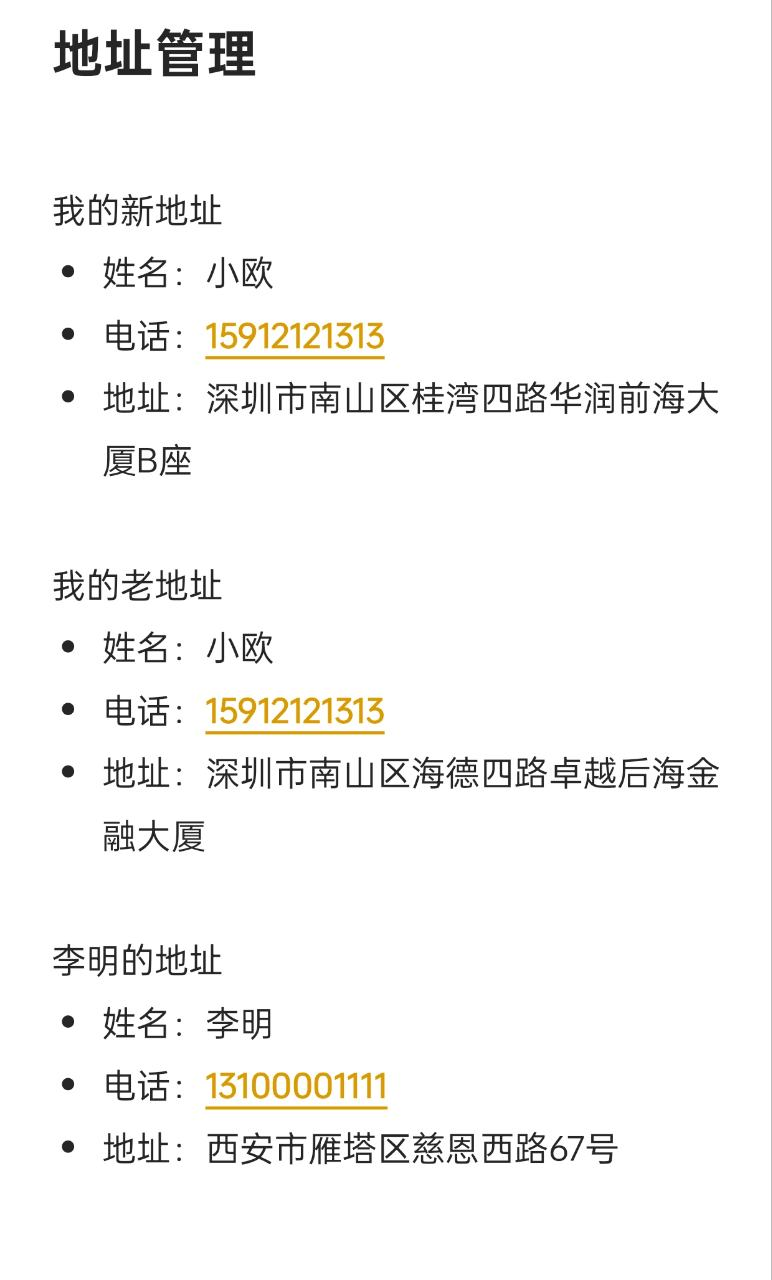 地址管理
我的新地址
• 姓名：小欧
• 电话：15912121313
• 地址：深圳市南山区桂湾四路华润前海大
厦B座
我的老地址
• 姓名：小欧
• 电话：15912121313
• 地址：深圳市南山区海德四路卓越后海金
融大厦
李明的地址
• 姓名：李明
• 电话：13100001111
• 地址：西安市雁塔区慈恩西路67号